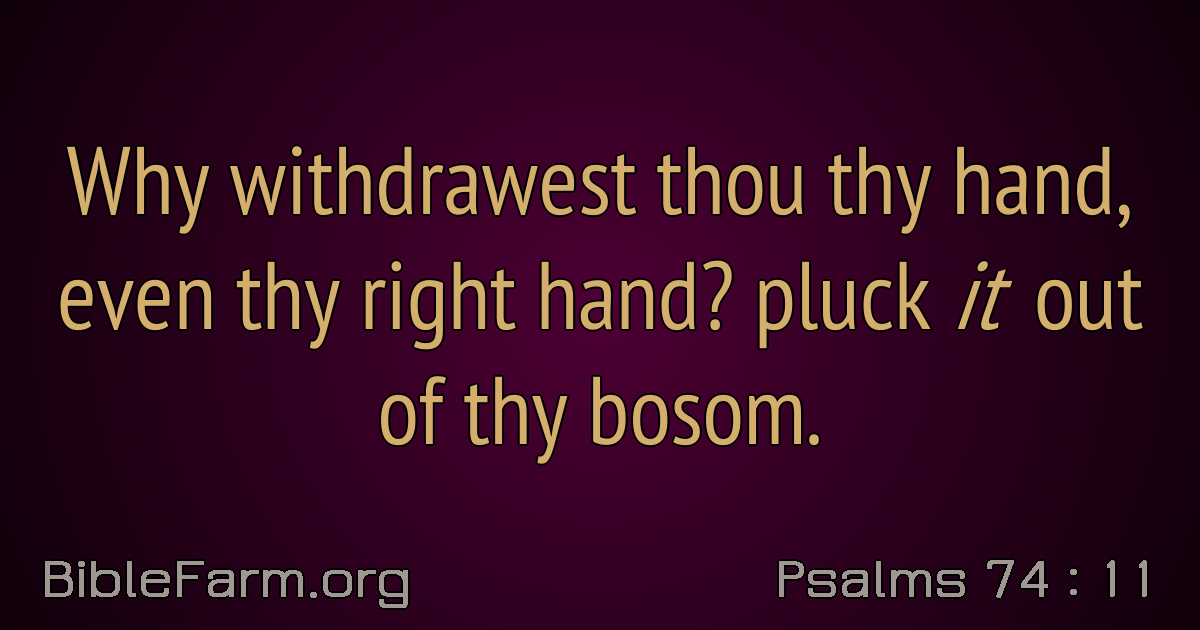 Why withdrawest thou thy hand,
even thy right hand? pluck it out
of thy bosom.
BibleFarm.org
Psalms 74 : 11